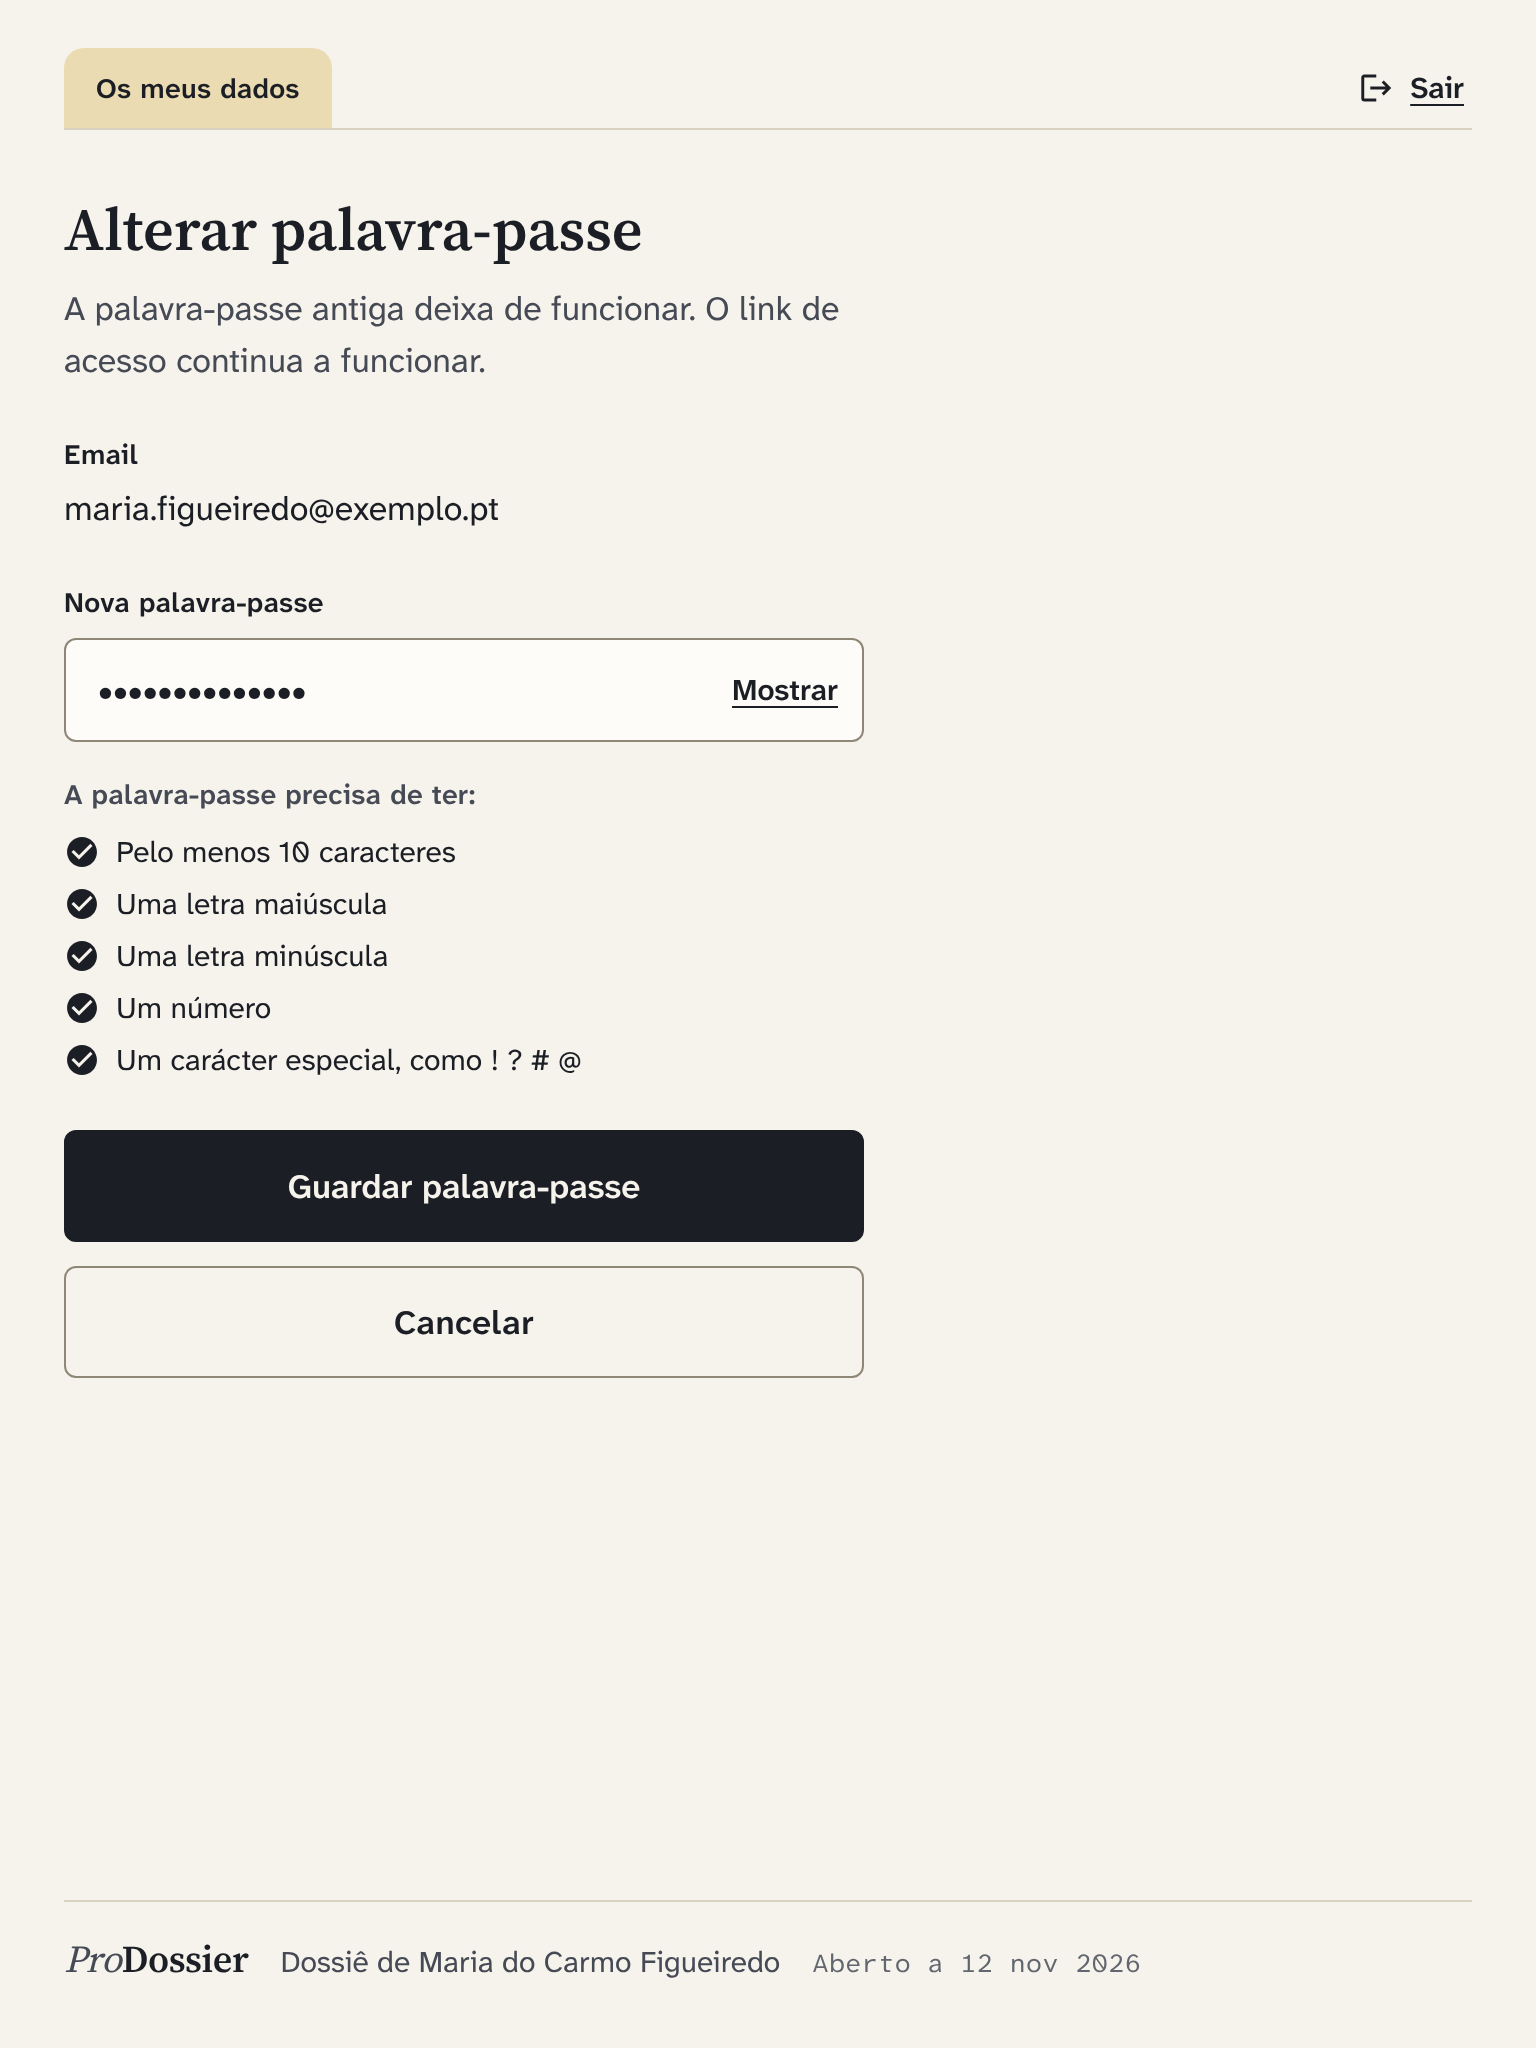 Os meus dados
Sair
Alterar palavra-passe
A palavra-passe antiga deixa de funcionar. O link de
acesso continua a funcionar.
Email
maria.figueiredo@exemplo.pt
Nova palavra-passe
••••••••••••••
Mostrar
A palavra-passe precisa de ter:
Pelo menos 10 caracteres
Uma letra maiúscula
Uma letra minúscula
Um número
Um carácter especial, como ! ? # @
Guardar palavra-passe
Cancelar
ProDossier
Dossiê de Maria do Carmo Figueiredo
Aberto a 12 nov 2026